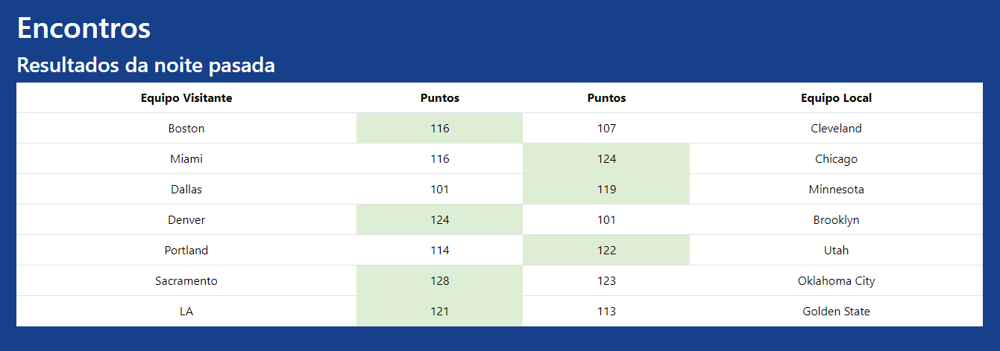 Encontros
Resultados da noite pasada
Equipo Visitante Puntos Puntos Equipo Local
Boston 116 107 Cleveland
Miami 116 124 Chicago
Dallas 101 119 Minnesota
Denver 124 101 Brooklyn
Portland 114 122 Utah
Sacramento 128 123 Oklahoma City
LA 121 113 Golden State